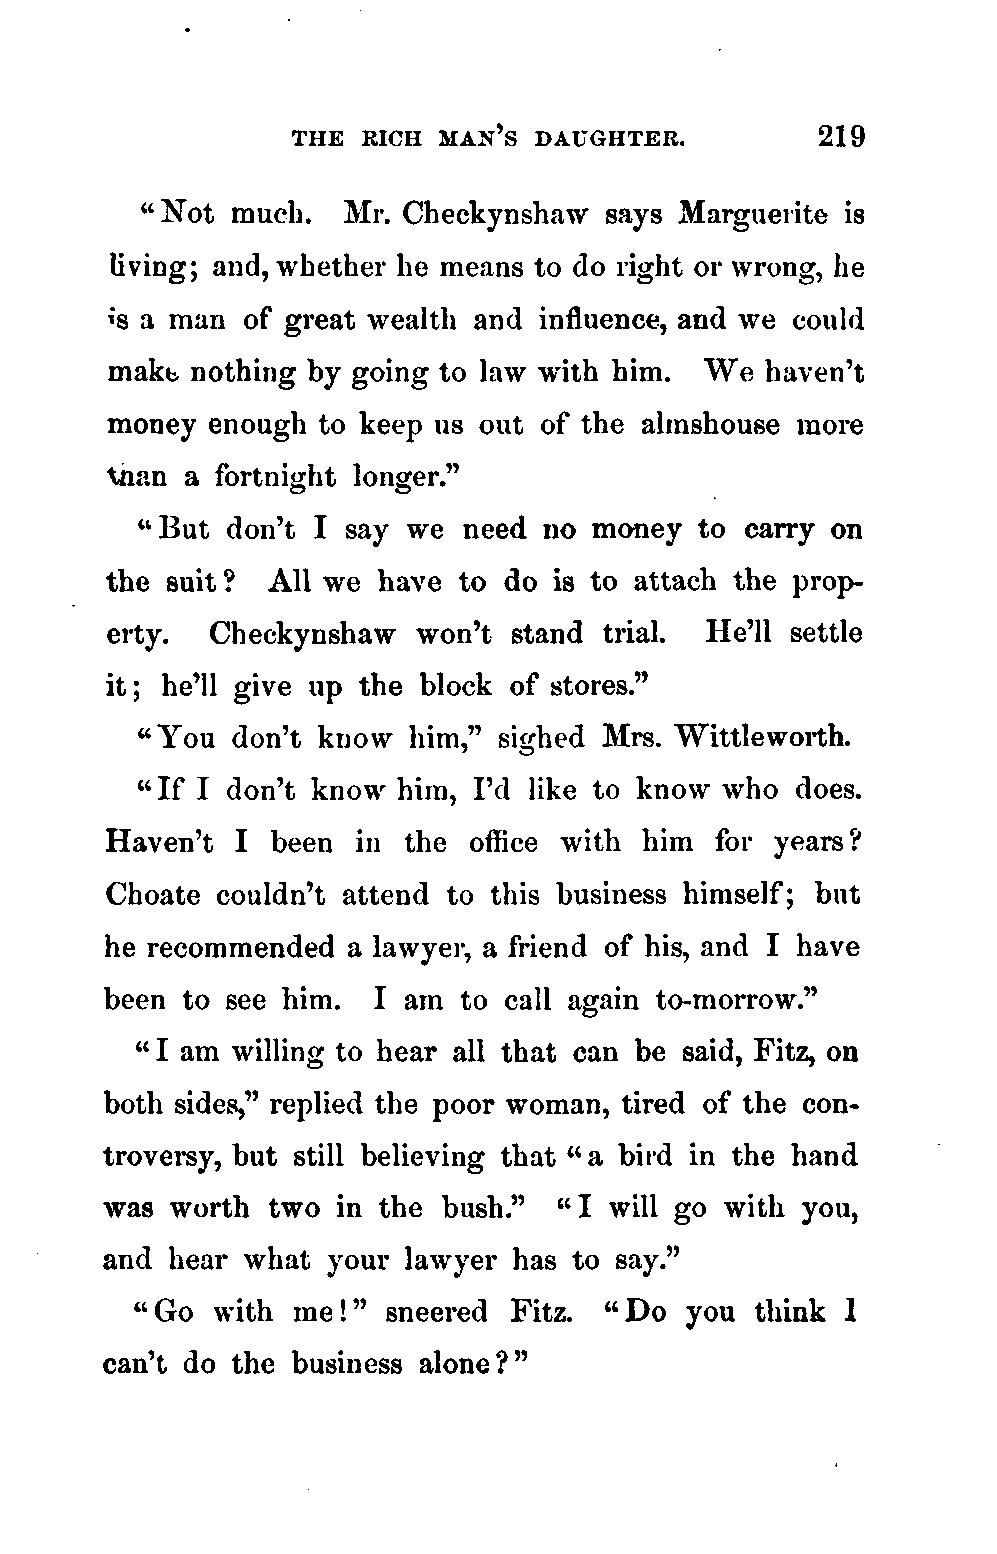 THE RICH MAN'S DAUGHTER. 219
"Not much. Mr. Checkynshaw says Marguerite is
living; and, whether he means to do right or wrong, he
is a man of great wealth and influence, and we could
make nothing by going to law with him. We haven't
money enough to keep us out of the almshouse more
than a fortnight longer."
"But don't I say we need no money to carry on
the suit? All we have to do is to attach the prop-
erty. Checkynshaw won't stand trial. He'll settle
it; he'll give up the block of stores."
"You don't know him," sighed Mrs. Wittleworth.
"If I don't know him, I'd like to know who does.
Haven't I been in the office with him for years?
Choate couldn't attend to this business himself; but
he recommended a lawyer, a friend of his, and I have
been to see him. I am to call again to-morrow."
"I am willing to hear all that can be said, Fitz, on
both sides," replied the poor woman, tired of the con-
troversy, but still believing that "a bird in the hand
was worth two in the bush." "I will go with you,
and hear what your lawyer has to say."
"Go with me!" sneered Fitz. "Do you think I
can't do the business alone?"